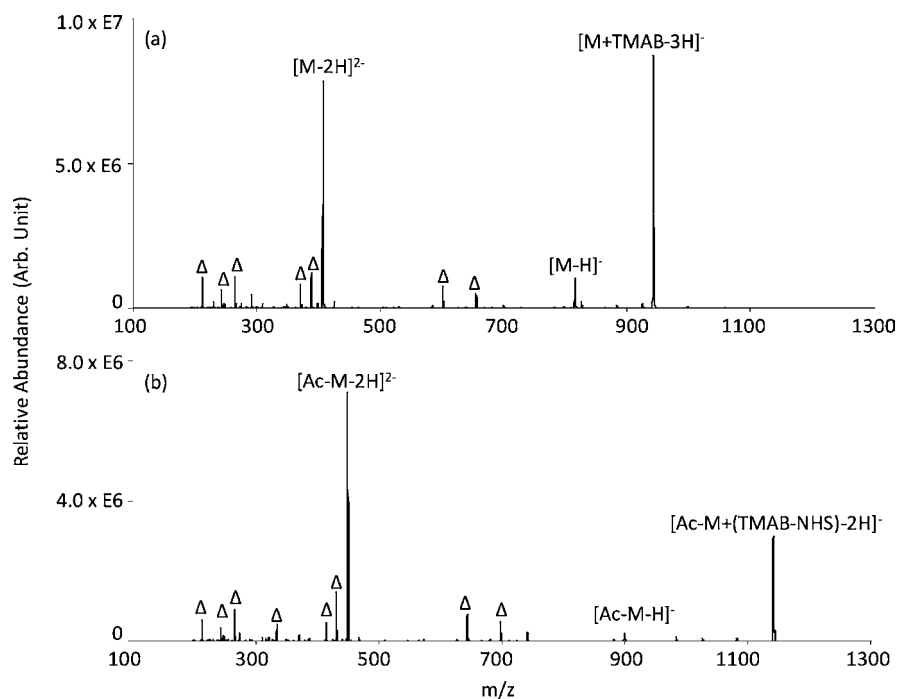 1.0 x E7
(a)
[M+TMAB-3H]-
[M-2H]2-
5.0 x E6
Δ Δ Δ Δ Δ Δ Δ
[M-H]-
0
100 300 500 700 900 1100 1300
Relative Abundance (Arb. Unit)
8.0 x E6
(b)
[Ac-M-2H]2-
4.0 x E6
[Ac-M+(TMAB-NHS)-2H]-
Δ Δ Δ Δ Δ Δ Δ Δ
[Ac-M-H]-
0
100 300 500 700 900 1100 1300
m/z